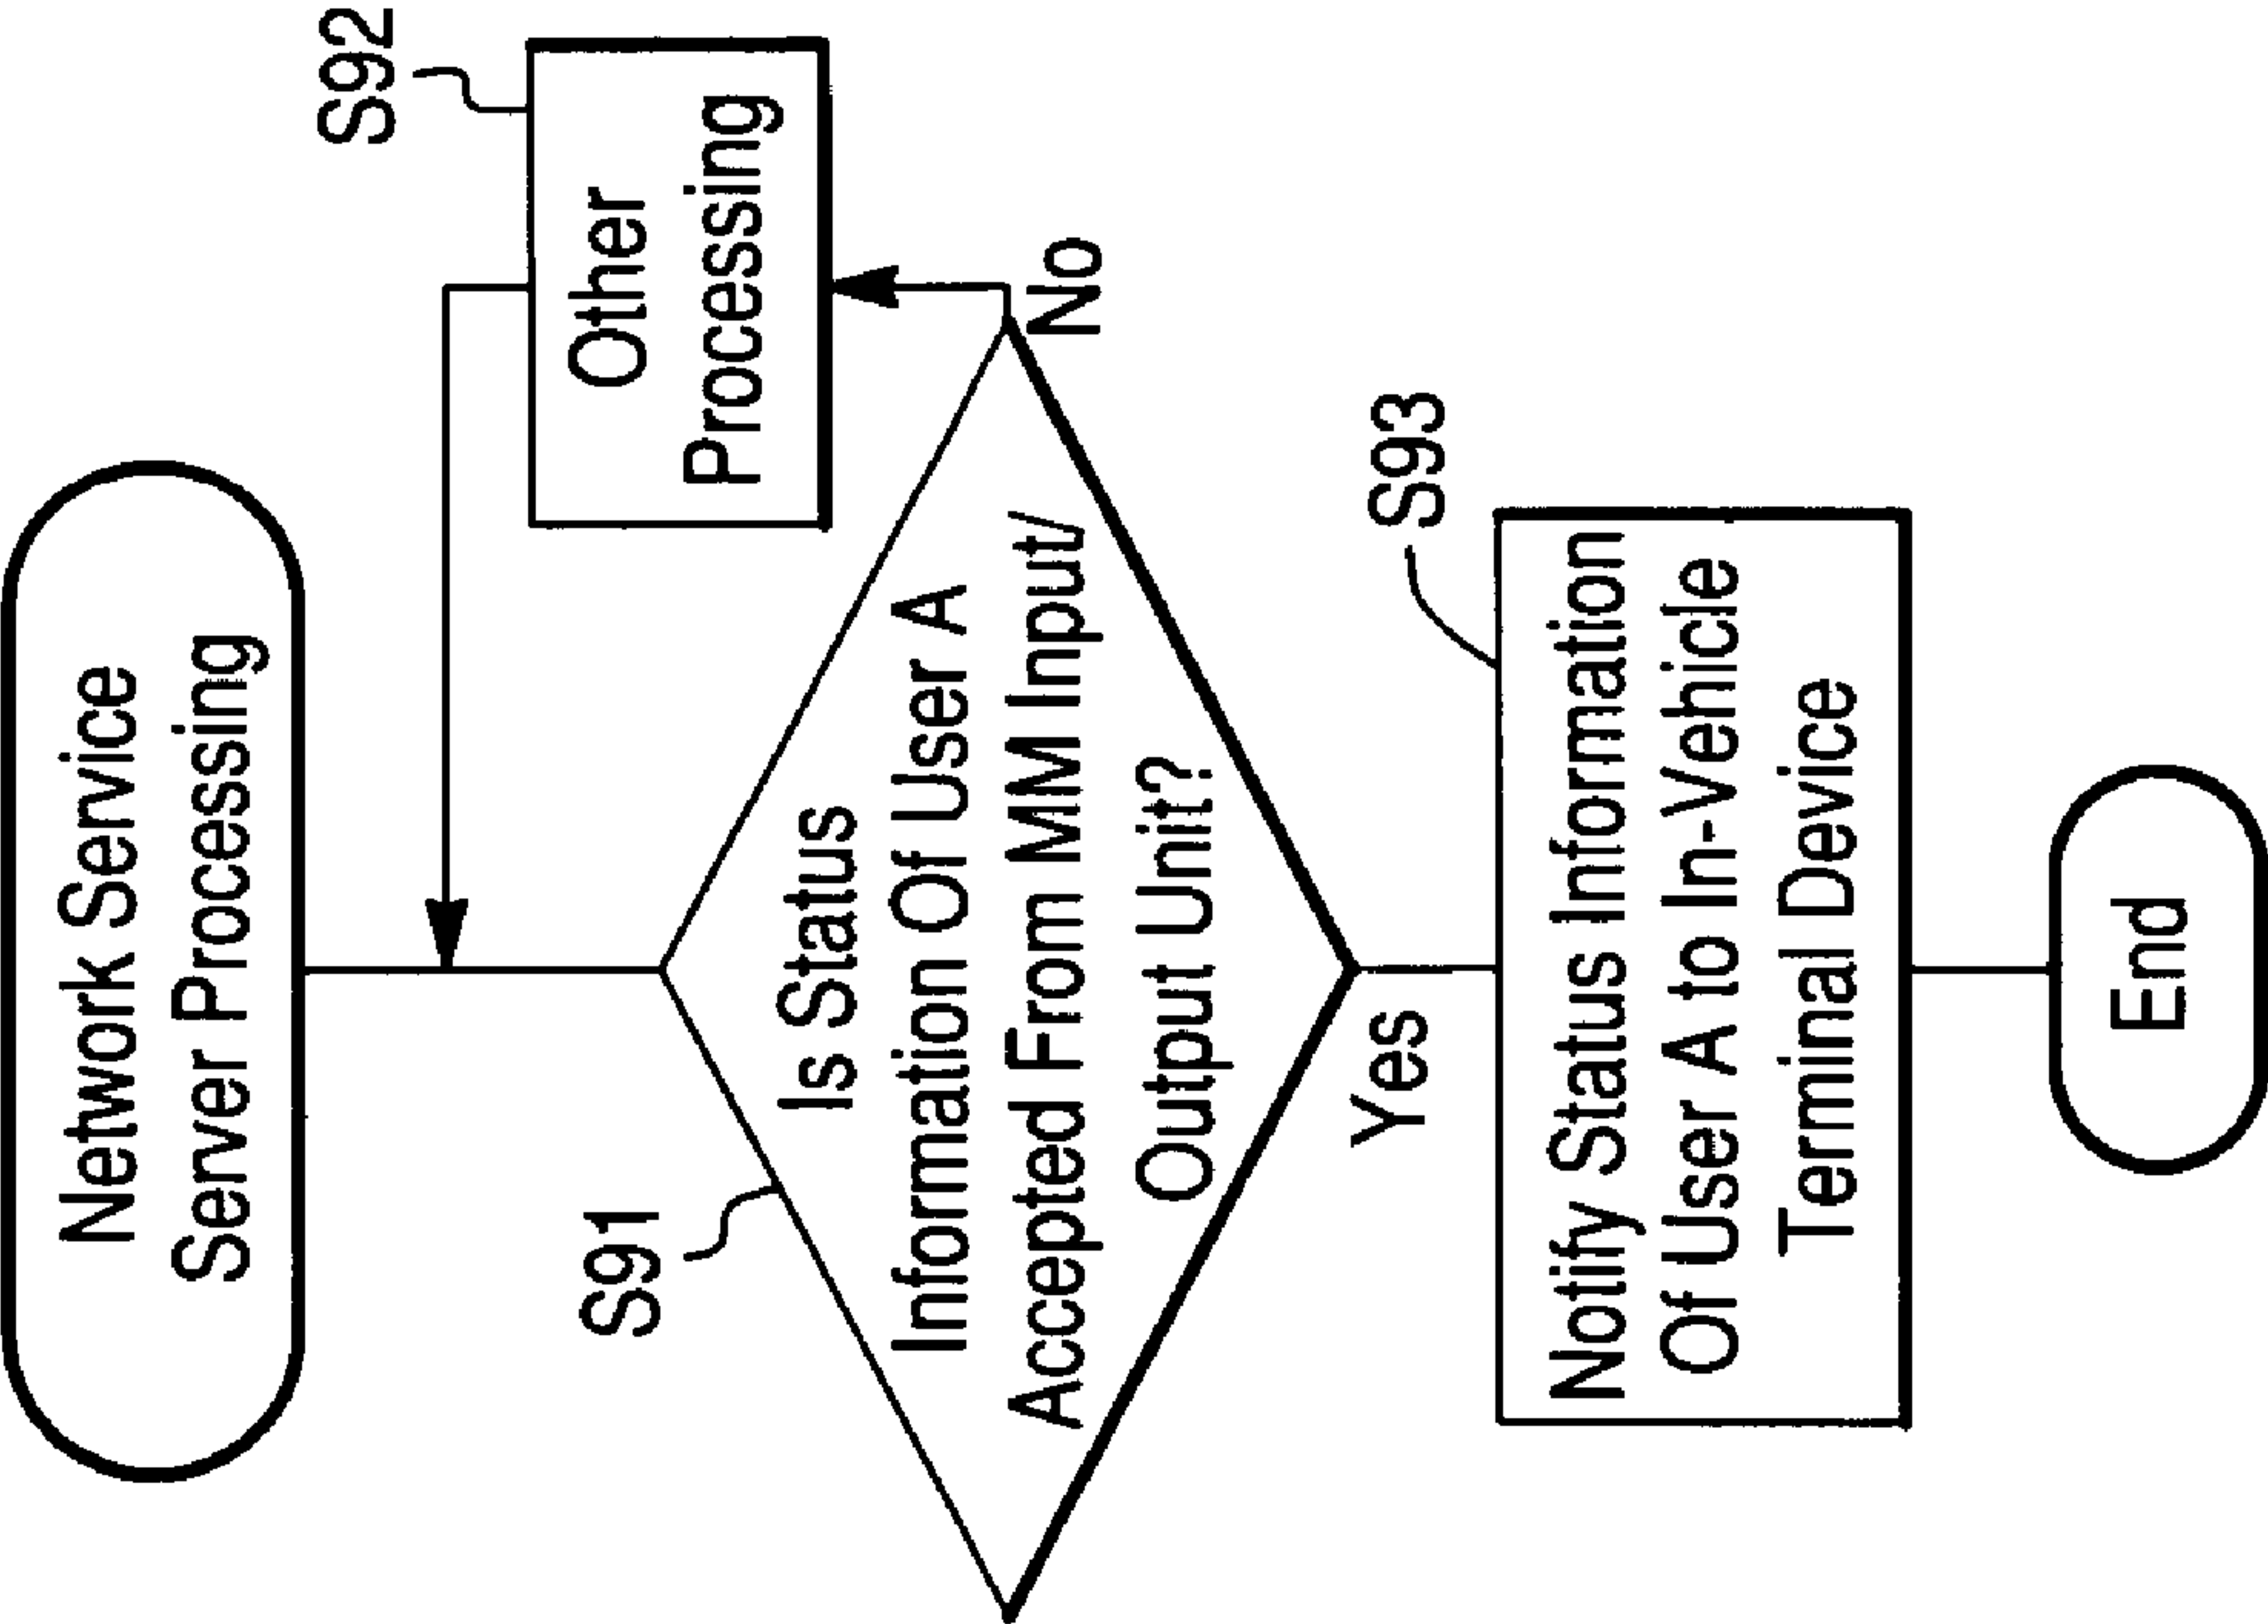 Network Service
Server Processing
S92
Other
Processing
S91
Is Status
Information Of User A
Accepted From MM Input/
Output Unit?
No
Yes
S93
Notify Status Information
Of User A to In-Vehicle
Terminal Device
End